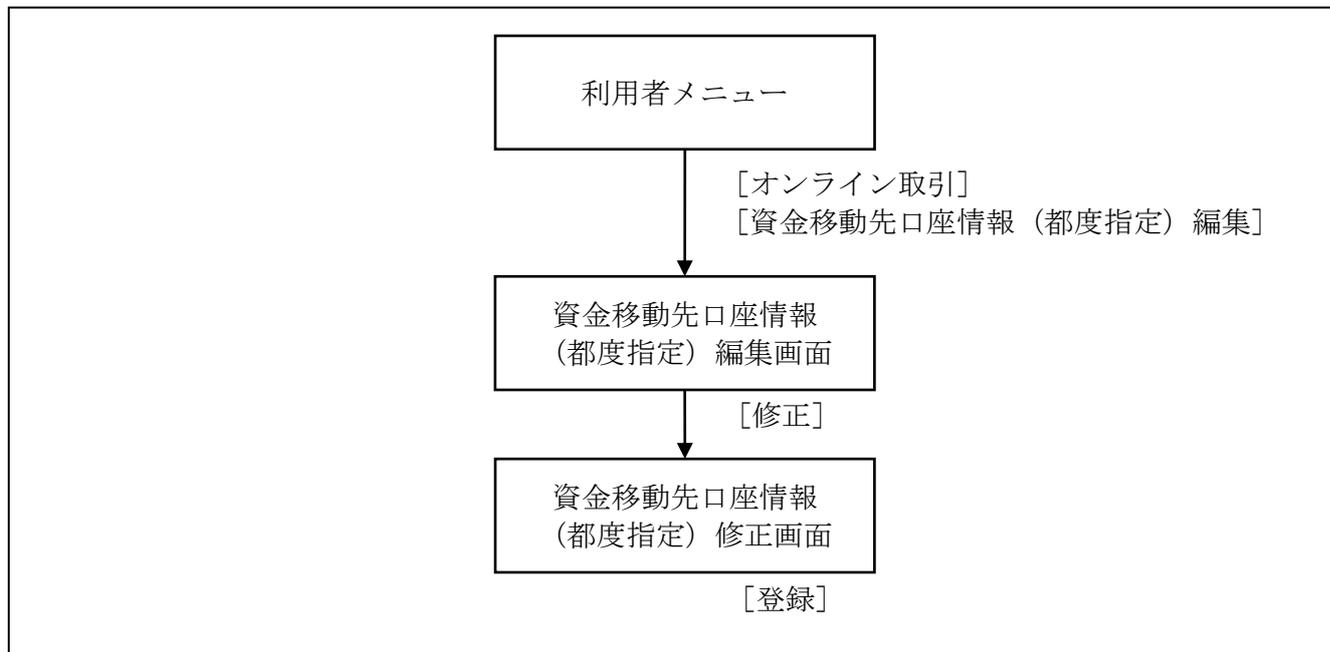 利用者メニュー
［オンライン取引］
［資金移動先口座情報（都度指定）編集］
資金移動先口座情報
（都度指定）編集画面
［修正］
資金移動先口座情報
（都度指定）修正画面
［登録］